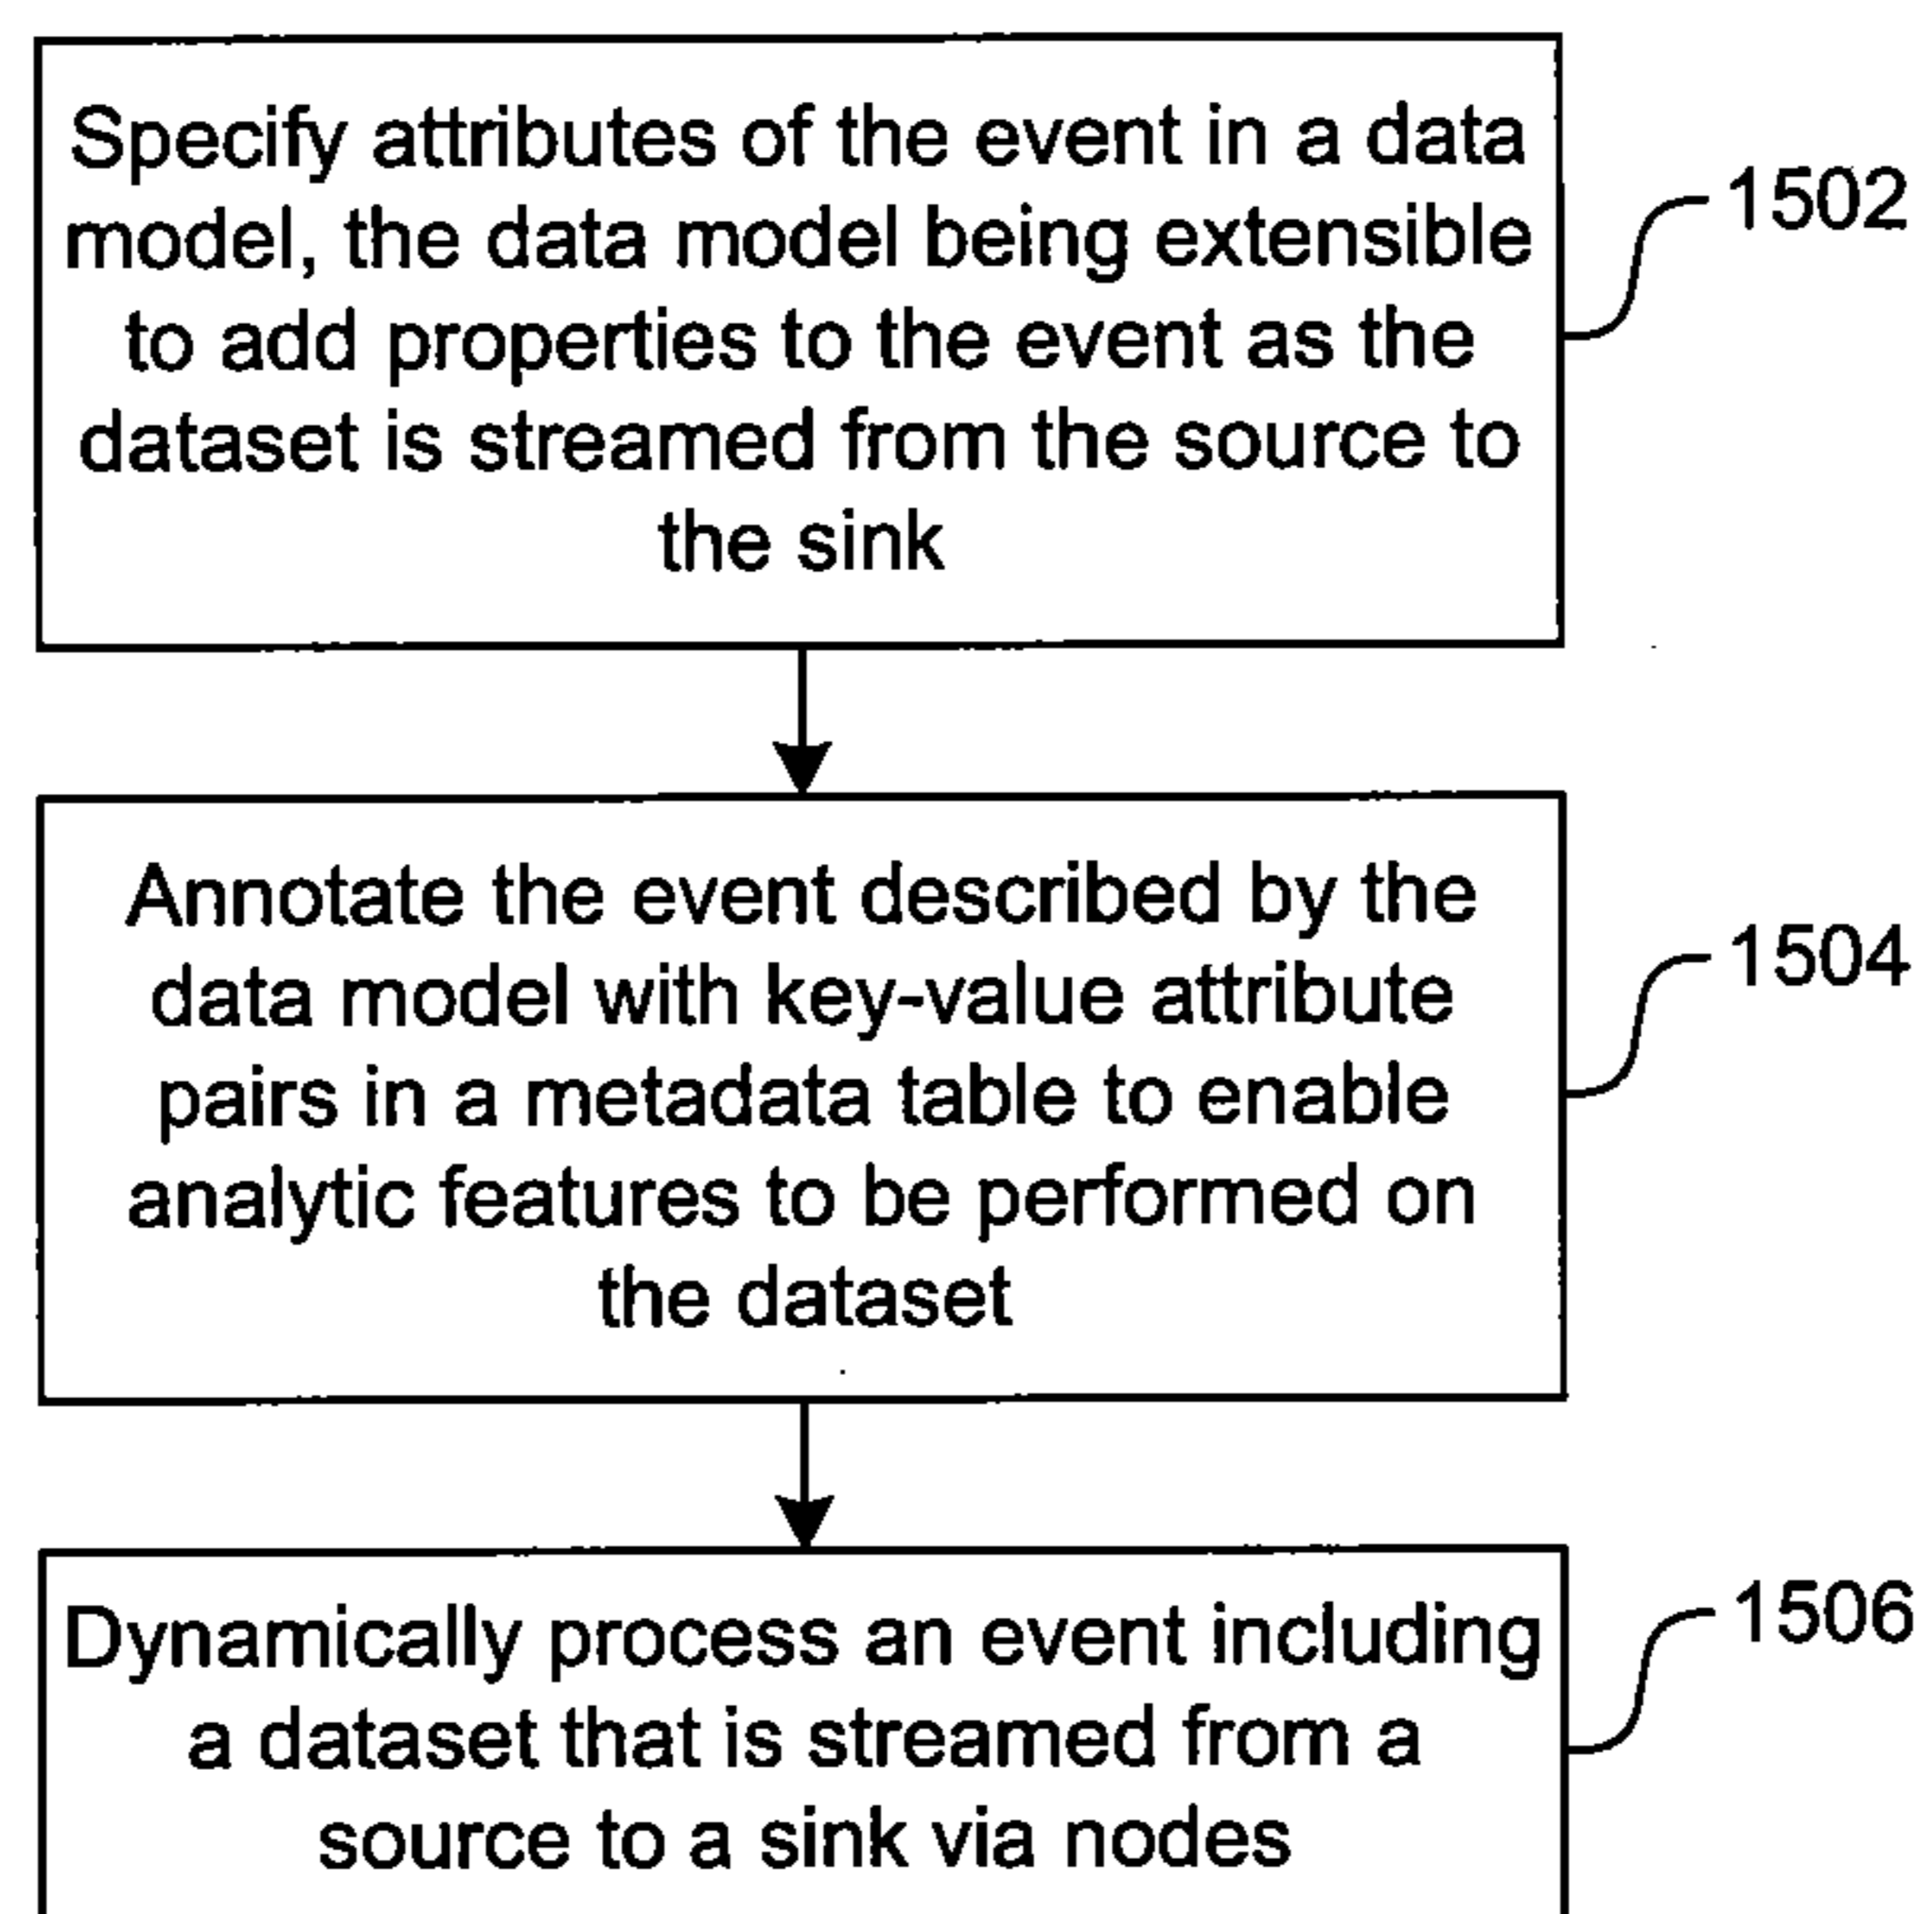 Specify attributes of the event in a data
model, the data model being extensible
to add properties to the event as the
dataset is streamed from the source to
the sink
1502
Annotate the event described by the
data model with key-value attribute
pairs in a metadata table to enable
analytic features to be performed on
the dataset
1504
Dynamically process an event including
a dataset that is streamed from a
source to a sink via nodes
1506